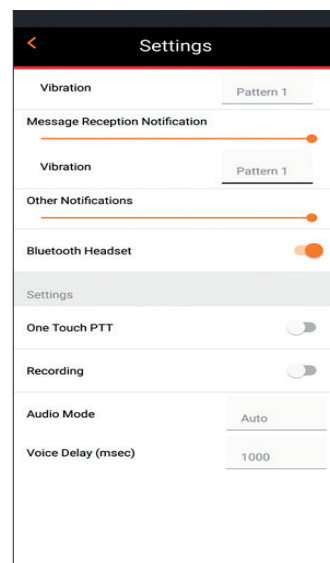 Settings
Vibration Pattern 1
Message Reception Notification
Vibration Pattern 1
Other Notifications
Bluetooth Headset
Settings
One Touch PTT
Recording
Audio Mode Auto
Voice Delay (msec) 1000